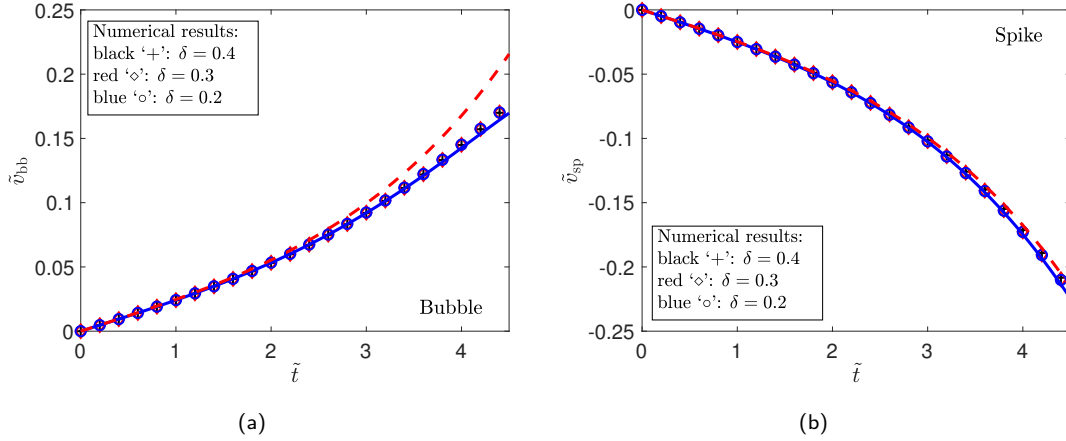 Numerical results:
black ‘+’: δ = 0.4
red ‘⋄’: δ = 0.3
blue ‘∘’: δ = 0.2
0.25
0.2
0.15
0.1
0.05
0
ṽbb
Bubble
0 1 2 3 4
t̃
(a)
0
-0.05
-0.1
-0.15
-0.2
-0.25
ṽsp
Spike
Numerical results:
black ‘+’: δ = 0.4
red ‘⋄’: δ = 0.3
blue ‘∘’: δ = 0.2
0 1 2 3 4
t̃
(b)